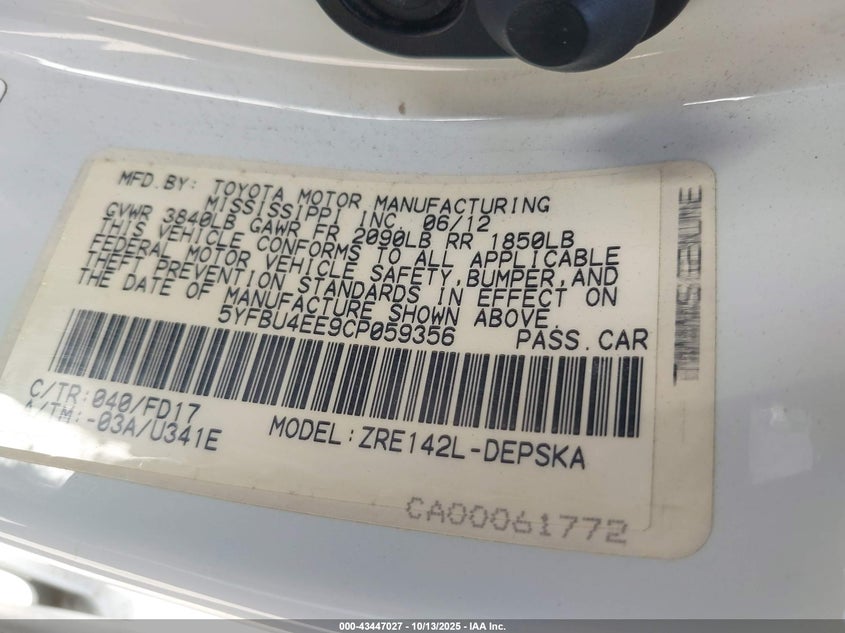 MFD.BY: TOYOTA MOTOR MANUFACTURING
MISSISSIPPI INC. 06/12
GVWR 3840LB GAWR FR 2090LB RR 1850LB
THIS VEHICLE CONFORMS TO ALL APPLICABLE
FEDERAL MOTOR VEHICLE SAFETY,BUMPER,AND
THEFT PREVENTION STANDARDS IN EFFECT ON
THE DATE OF MANUFACTURE SHOWN ABOVE.
5YFBU4EE9CP059356 PASS.CAR
C/TR:040/FD17
A/TM:-03A/U341E
MODEL:ZRE142L-DEPSKA
CA00061772
000-43447027 | 10/13/2025 | IAA Inc.